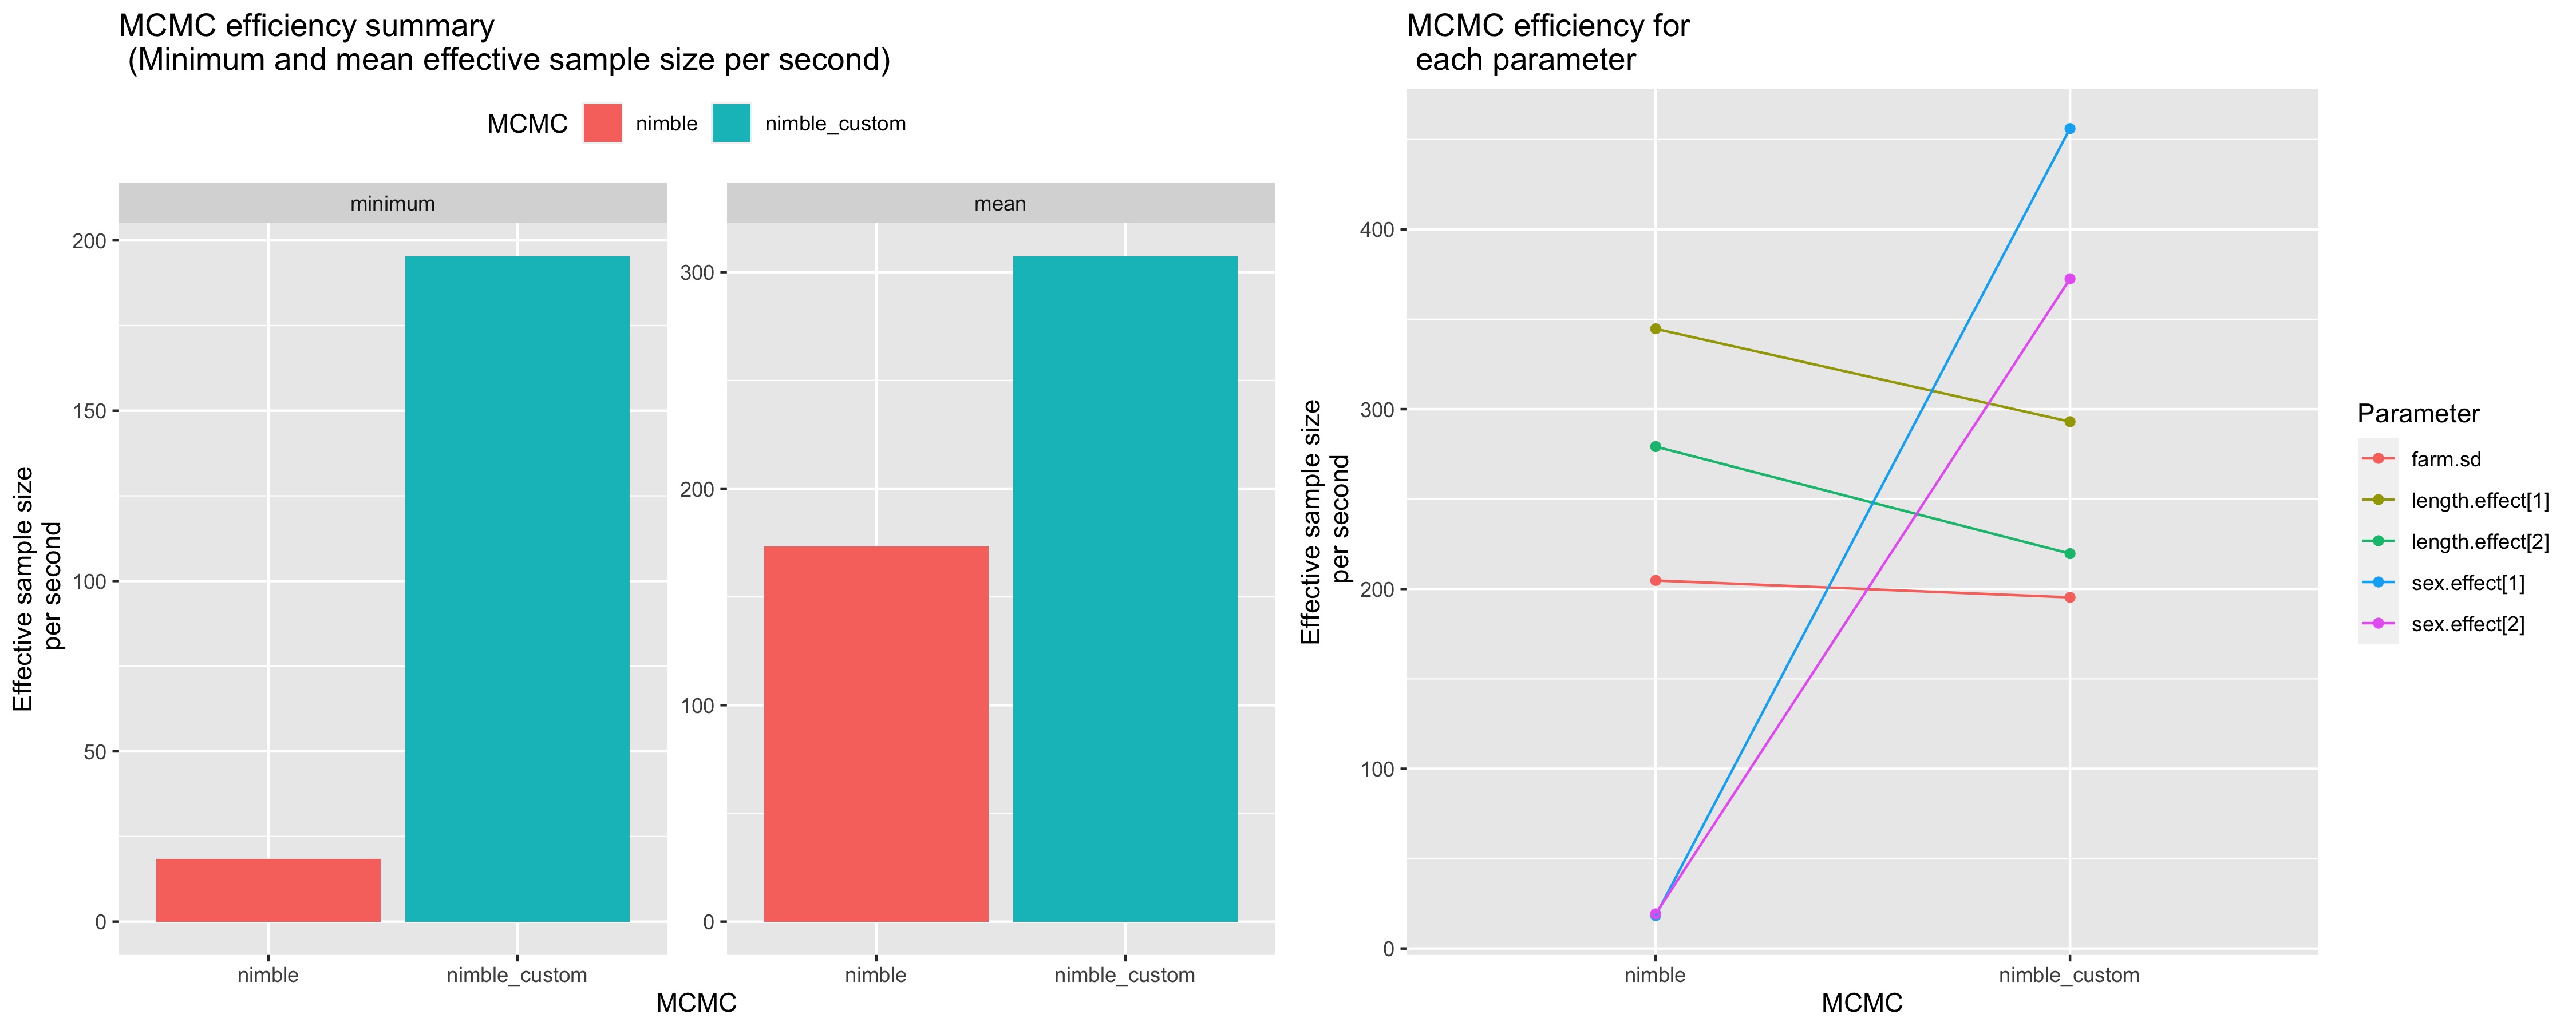 MCMC efficiency summary
(Minimum and mean effective sample size per second)
MCMC nimble nimble_custom
minimum
mean
200
150
100
50
0
300
200
100
0
Effective sample size
per second
nimble nimble_custom
nimble nimble_custom
MCMC
MCMC efficiency for
each parameter
400
300
200
100
0
Effective sample size
per second
nimble nimble_custom
MCMC
Parameter
farm.sd
length.effect[1]
length.effect[2]
sex.effect[1]
sex.effect[2]